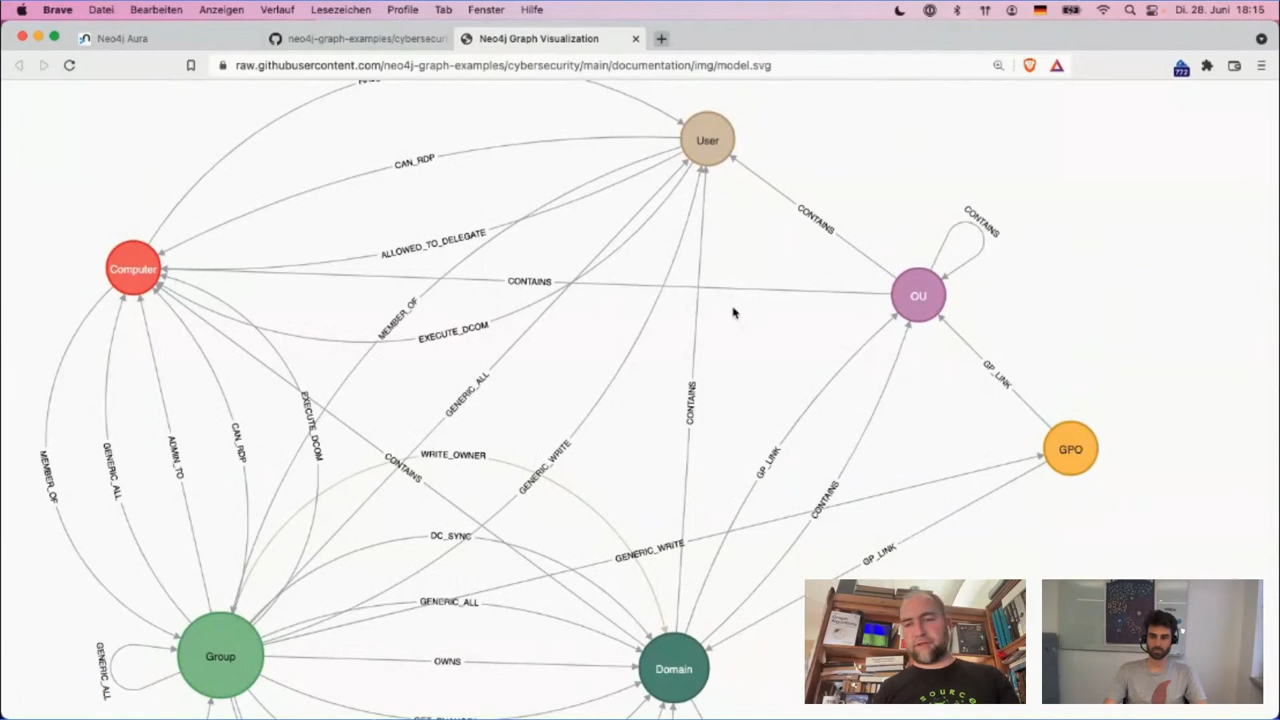 Brave Datei Bearbeiten Anzeigen Verlauf Lesezeichen Profile Tab Fenster Hilfe Di. 28. Juni 18:15
Neo4j Aura neo4j-graph-examples/cybersecuri Neo4j Graph Visualization
raw.githubusercontent.com/neo4j-graph-examples/cybersecurity/main/documentation/img/model.svg
772
User
CAN_RDP
CONTAINS
CONTAINS
ALLOWED_TO_DELEGATE
Computer
CONTAINS
OU
MEMBER_OF
EXECUTE_DCOM
GP_LINK
GENERIC_ALL
CONTAINS
EXECUTE_DCOM
CAN_RDP
ADMIN_TO
GENERIC_ALL
MEMBER_OF
WRITE_OWNER
CONTAINS
GENERIC_WRITE
GP_LINK
GPO
CONTAINS
DC_SYNC
GENERIC_WRITE
GP_LINK
GENERIC_ALL
Group
OWNS
Domain
GENERIC_ALL
SOURCE